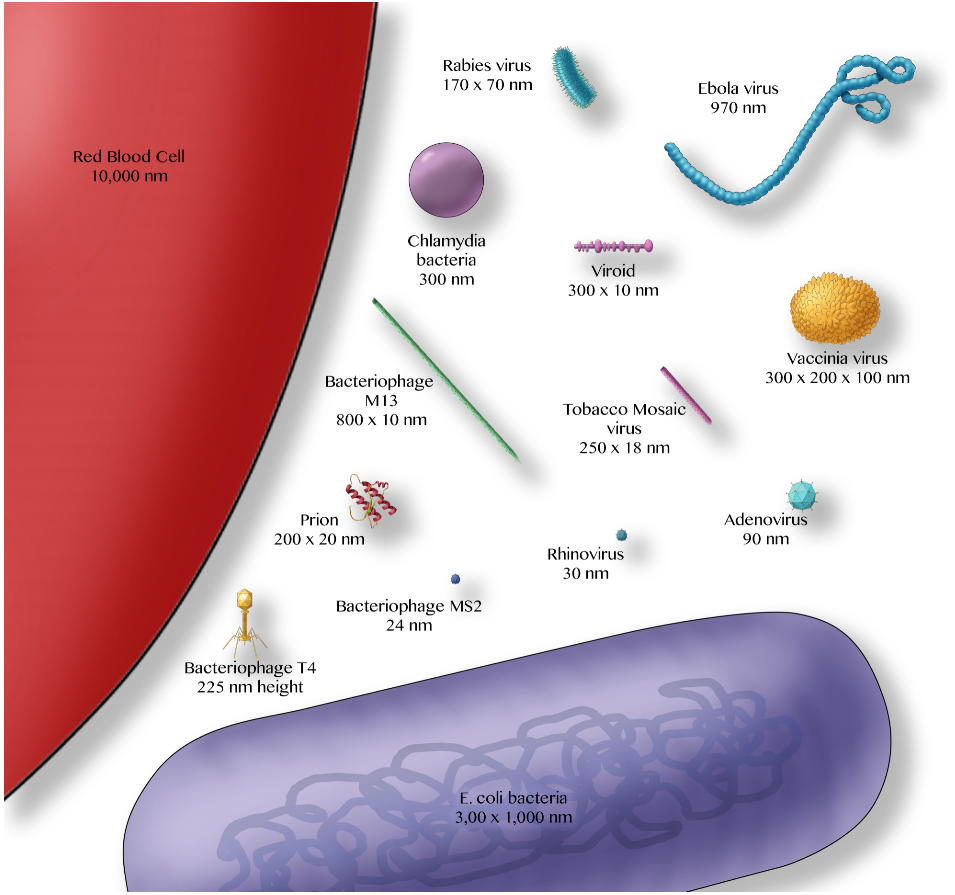 Rabies virus
170 x 70 nm
Ebola virus
970 nm
Red Blood Cell
10,000 nm
Chlamydia
bacteria
300 nm
Viroid
300 x 10 nm
Vaccinia virus
300 x 200 x 100 nm
Bacteriophage
M13
800 x 10 nm
Tobacco Mosaic
virus
250 x 18 nm
Prion
200 x 20 nm
Adenovirus
90 nm
Rhinovirus
30 nm
Bacteriophage MS2
24 nm
Bacteriophage T4
225 nm height
E. coli bacteria
3,00 x 1,000 nm